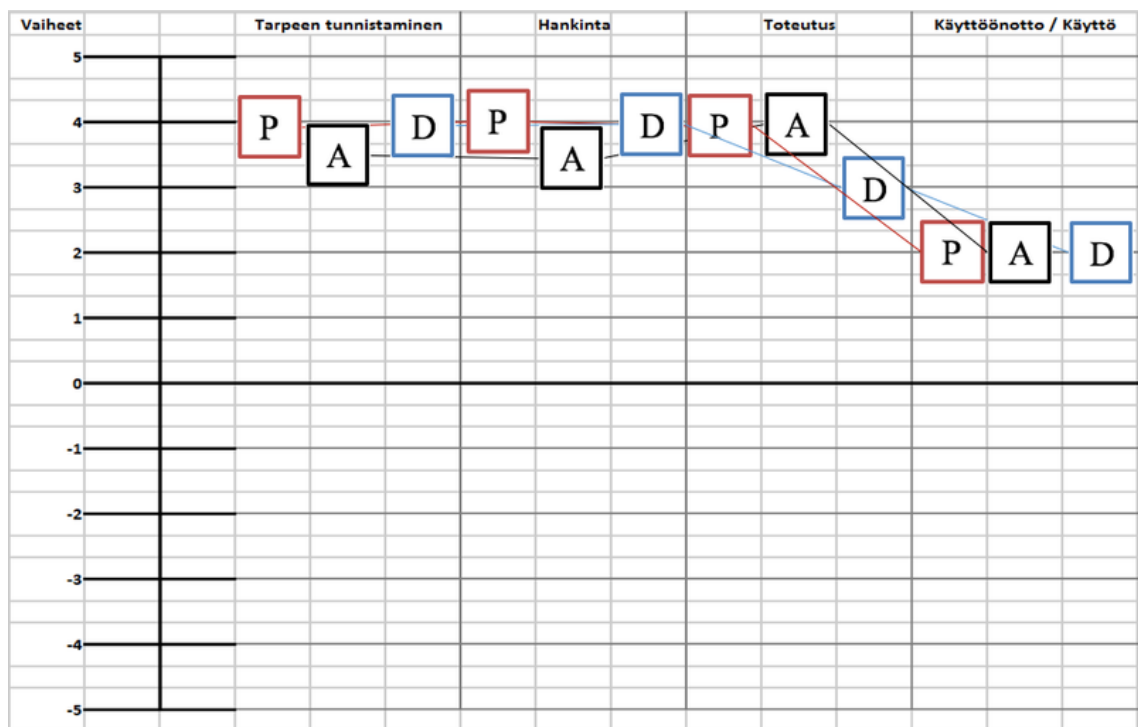 Vaiheet Tarpeen tunnistaminen Hankinta Toteutus Käyttöönotto / Käyttö
5
4
P D P D P A
A A
3
D
2
P A D
1
0
-1
-2
-3
-4
-5